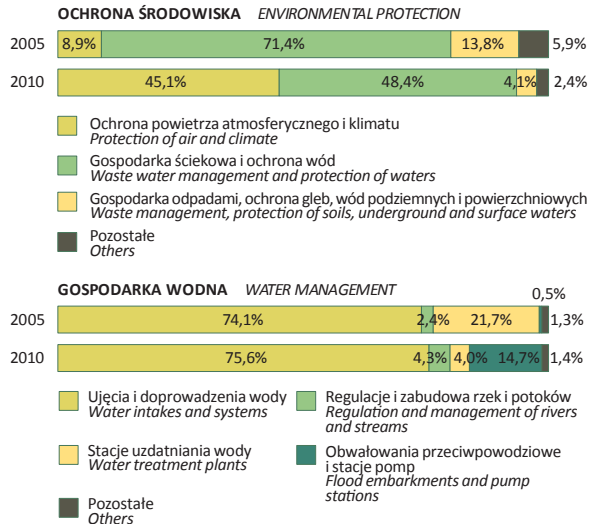 OCHRONA ŚRODOWISKA ENVIRONMENTAL PROTECTION
2005 8,9% 71,4% 13,8% 5,9%
2010 45,1% 48,4% 4,1% 2,4%
Ochrona powietrza atmosferycznego i klimatu
Protection of air and climate
Gospodarka ściekowa i ochrona wód
Waste water management and protection of waters
Gospodarka odpadami, ochrona gleb, wód podziemnych i powierzchniowych
Waste management, protection of soils, underground and surface waters
Pozostałe
Others
GOSPODARKA WODNA WATER MANAGEMENT
0,5%
2005 74,1% 2,4% 21,7% 1,3%
2010 75,6% 4,3% 4,0% 14,7% 1,4%
Ujęcia i doprowadzenia wody
Water intakes and systems
Regulacje i zabudowa rzek i potoków
Regulation and management of rivers
and streams
Stacje uzdatniania wody
Water treatment plants
Obwałowania przeciwpowodziowe
i stacje pomp
Flood embarkments and pump
stations
Pozostałe
Others